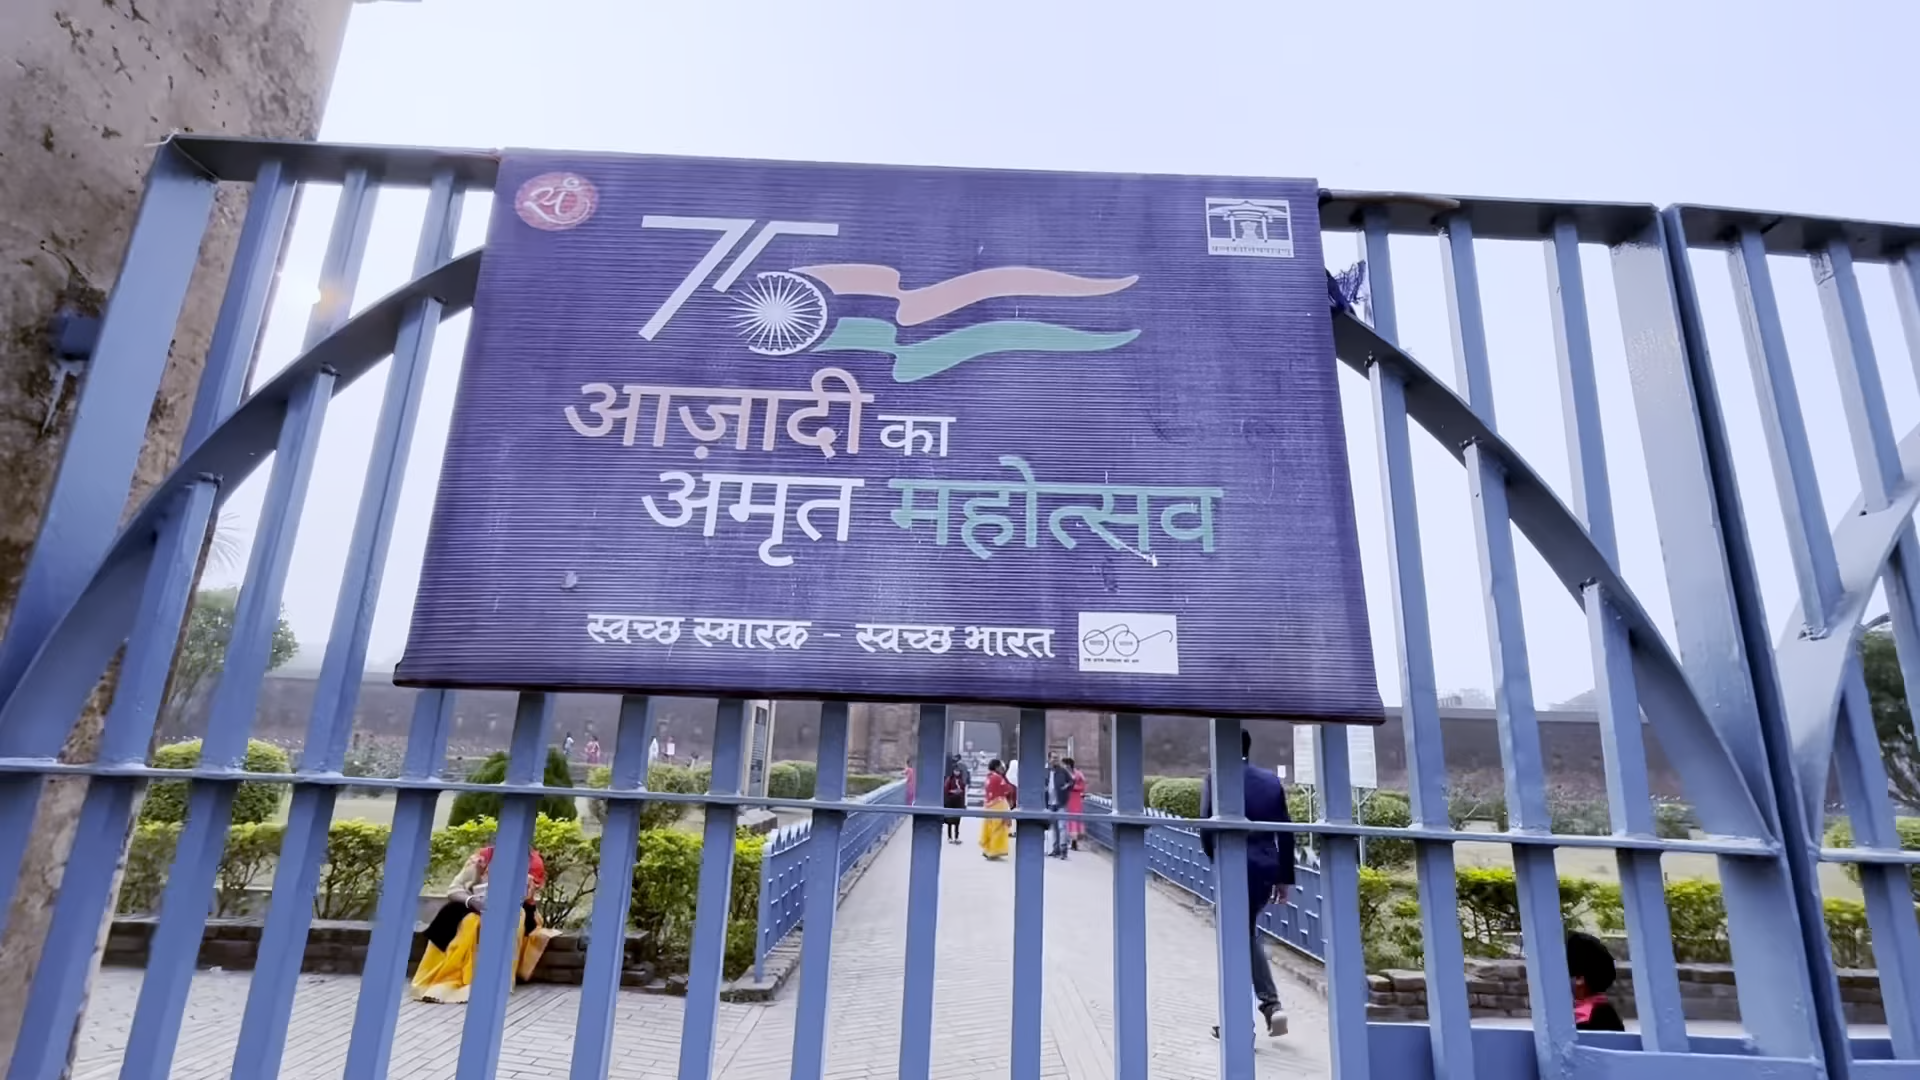 75
आज़ादी का
अमृत महोत्सव
स्वच्छ स्मारक - स्वच्छ भारत